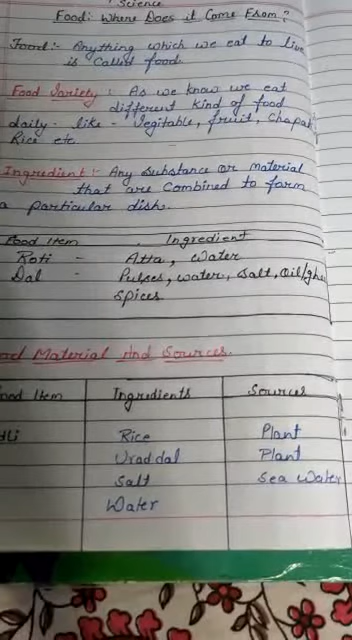 Science
Food: Where Does it Come From?
Food:- Anything which we eat to live
is called food.
Food Variety : As we know we eat
different kind of food
daily - like - Vegitable, fruit, Chapati
Rice etc
Ingredient :- Any substance or material
that are combined to form
a particular dish.
Food Item Ingredient
Roti - Atta, Water
Dal - Pulses, water, Salt, Oil/ghee
Spices
Food Material And Sources.
Food Item Ingredients Sources
Rice Plant
Urad dal Plant
Salt Sea Water
Water